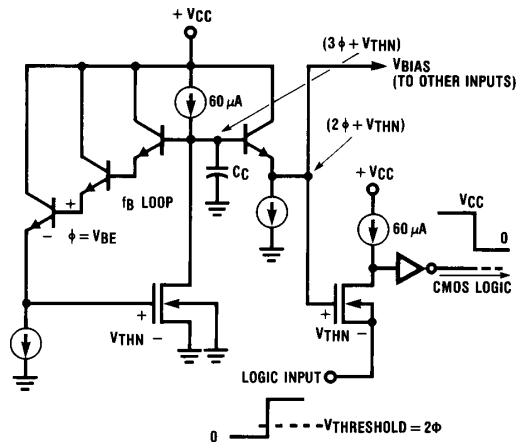 + VCC
(3ϕ + VTHN)
VBIAS
(TO OTHER INPUTS)
60 μA
(2ϕ + VTHN)
CC
+ VCC
fB LOOP
VCC
0
+
-
ϕ = VBE
60 μA
CMOS LOGIC
+
VTHN -
+
VTHN -
LOGIC INPUT
0
VTHRESHOLD = 2ϕ